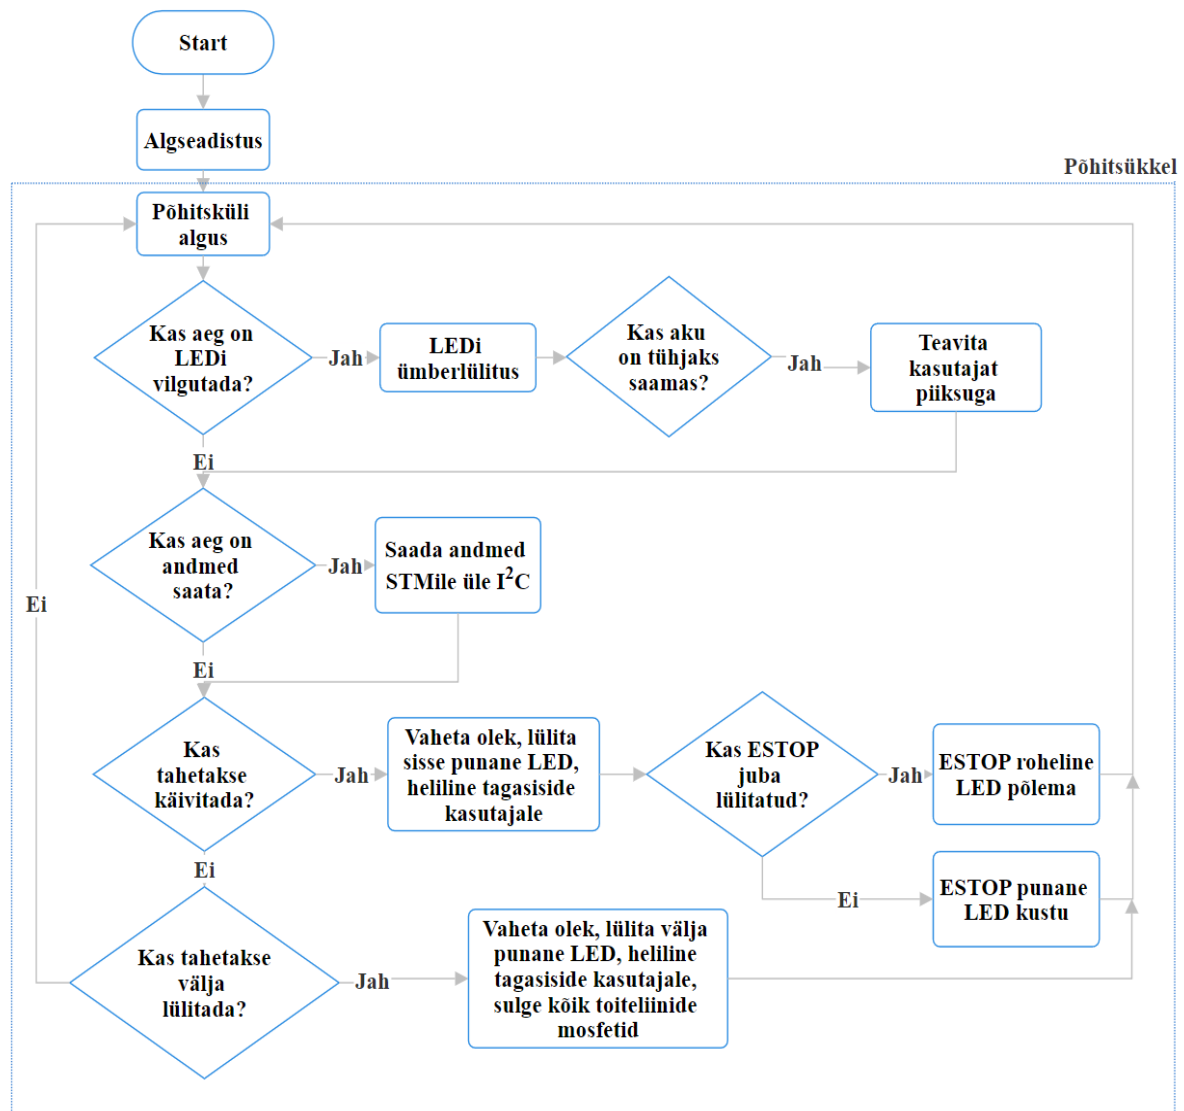 Start
Algseadistus
Põhitsükkel
Põhitsküli
algus
Kas aeg on
LEDi
vilgutada?
Jah
LEDi
ümberlülitus
Kas aku
on tühjaks
saamas?
Jah
Teavita
kasutajat
piiksuga
Ei
Kas aeg on
andmed
saata?
Jah
Saada andmed
STMile üle I²C
Ei
Ei
Kas
tahetakse
käivitada?
Jah
Vaheta olek, lülita
sisse punane LED,
heliline tagasiside
kasutajale
Kas ESTOP
juba
lülitatud?
Jah
ESTOP roheline
LED põlema
Ei
ESTOP punane
LED kustu
Ei
Kas tahetakse
välja
lülitada?
Jah
Vaheta olek, lülita välja
punane LED, heliline
tagasiside kasutajale,
sulge kõik toiteliinide
mosfetid